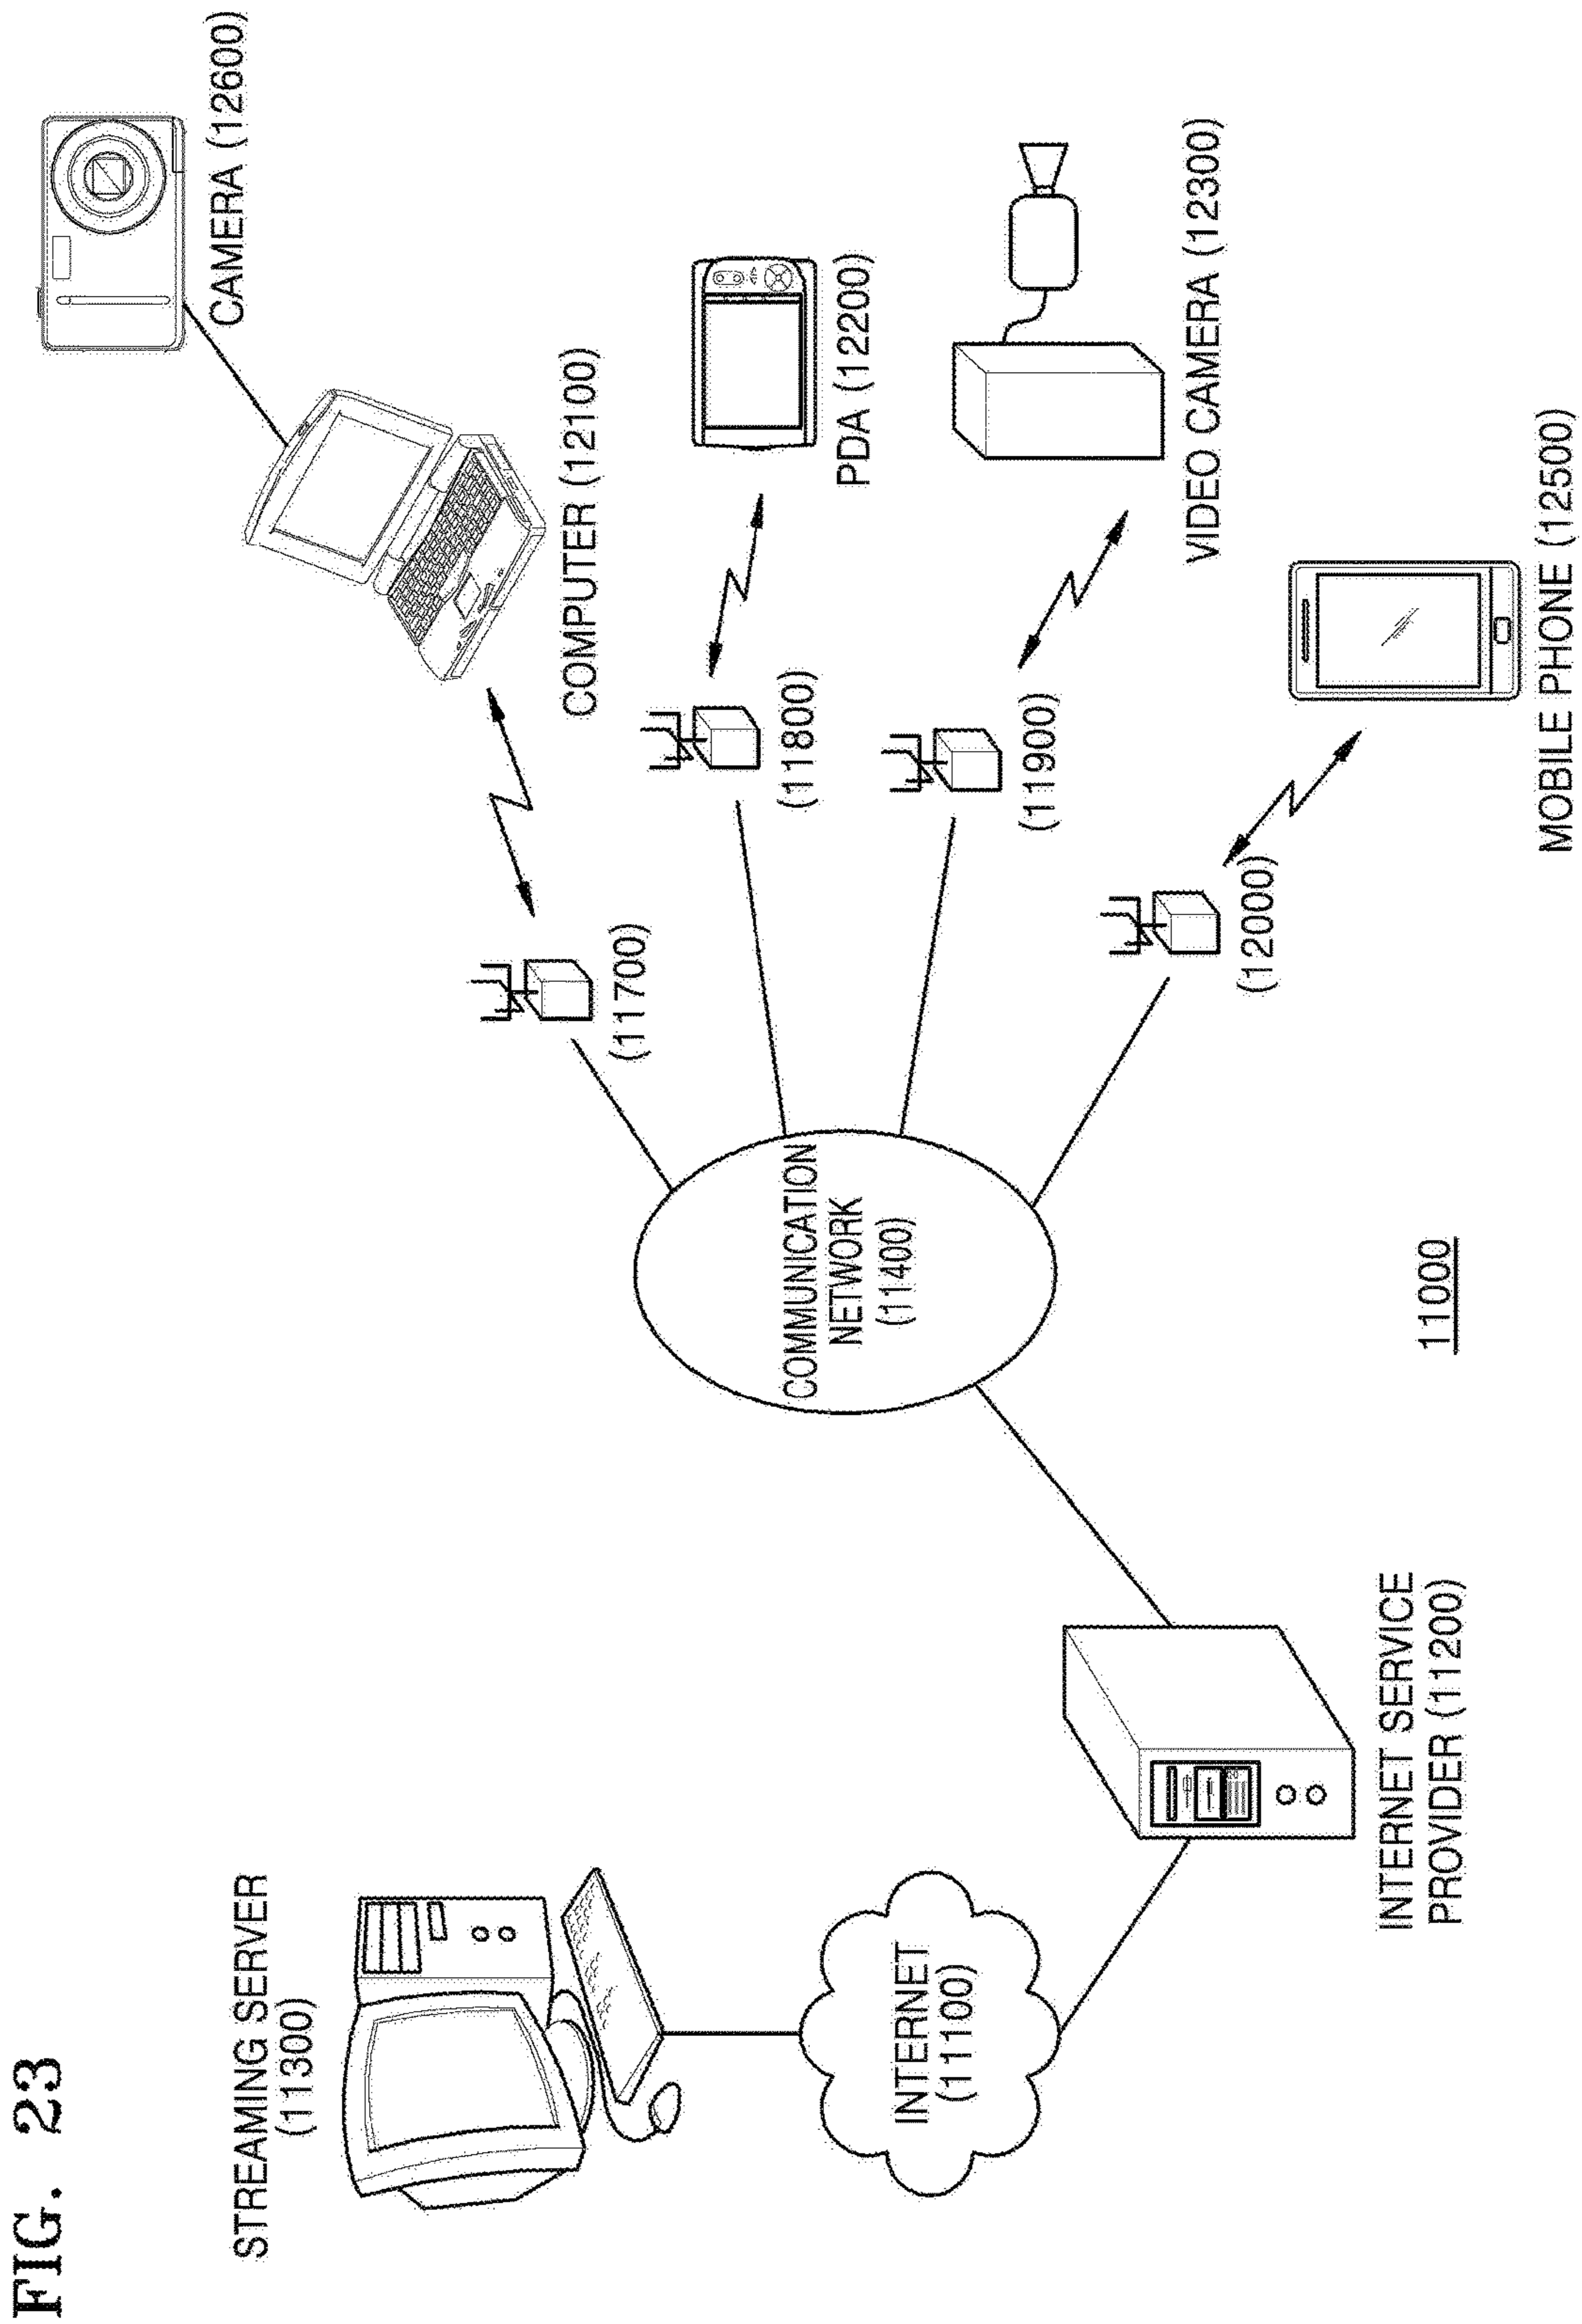 FIG. 23
STREAMING SERVER
(11300)
INTERNET
(11100)
INTERNET SERVICE
PROVIDER (11200)
COMMUNICATION
NETWORK
(11400)
11000
(11700)
(11800)
(11900)
(12000)
CAMERA (12600)
COMPUTER (12100)
PDA (12200)
VIDEO CAMERA (12300)
MOBILE PHONE (12500)